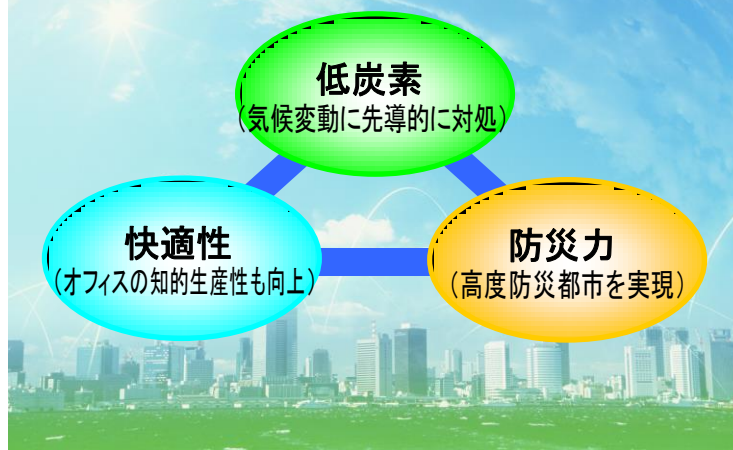 低炭素
（気候変動に先導的に対処）
快適性
（オフィスの知的生産性も向上）
防災力
（高度防災都市を実現）